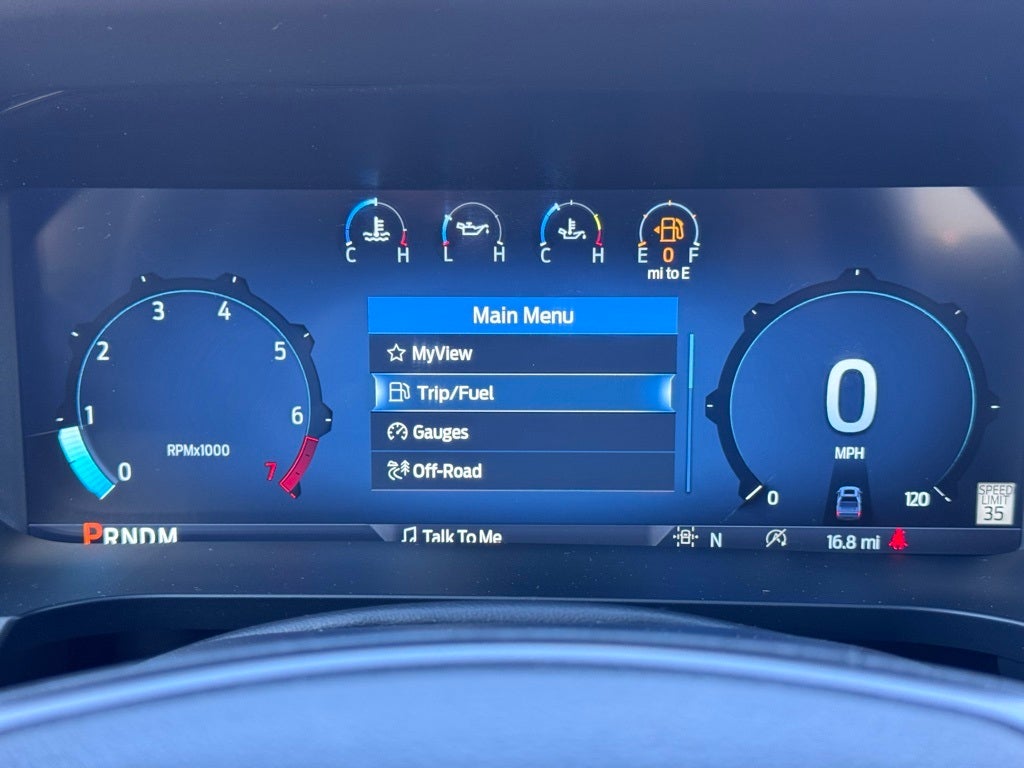 C H
L H
C H
E 0 F
mi to E
Main Menu
MyView
Trip/Fuel
Gauges
Off-Road
0 1 2 3 4 5 6 7
RPMx1000
0
MPH
0 120
SPEED
LIMIT
35
PRNDM
Talk To Me
N
16.8 mi